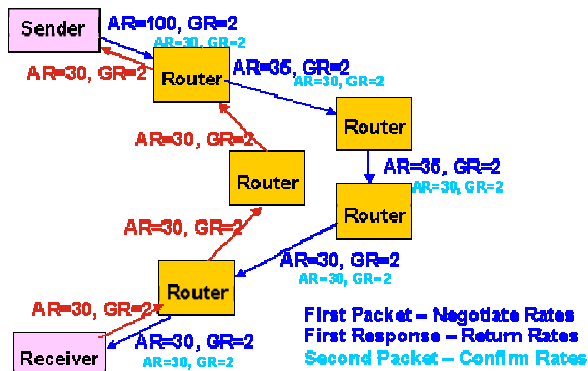 Sender
AR=100, GR=2
AR=30, GR=2
AR=30, GR=2
Router
AR=35, GR=2
AR=30, GR=2
Router
AR=30, GR=2
AR=35, GR=2
AR=30, GR=2
Router
Router
AR=30, GR=2
AR=30, GR=2
AR=30, GR=2
Router
AR=30, GR=2
First Packet – Negotiate Rates
First Response – Return Rates
Second Packet – Confirm Rates
AR=30, GR=2
AR=30, GR=2
Receiver